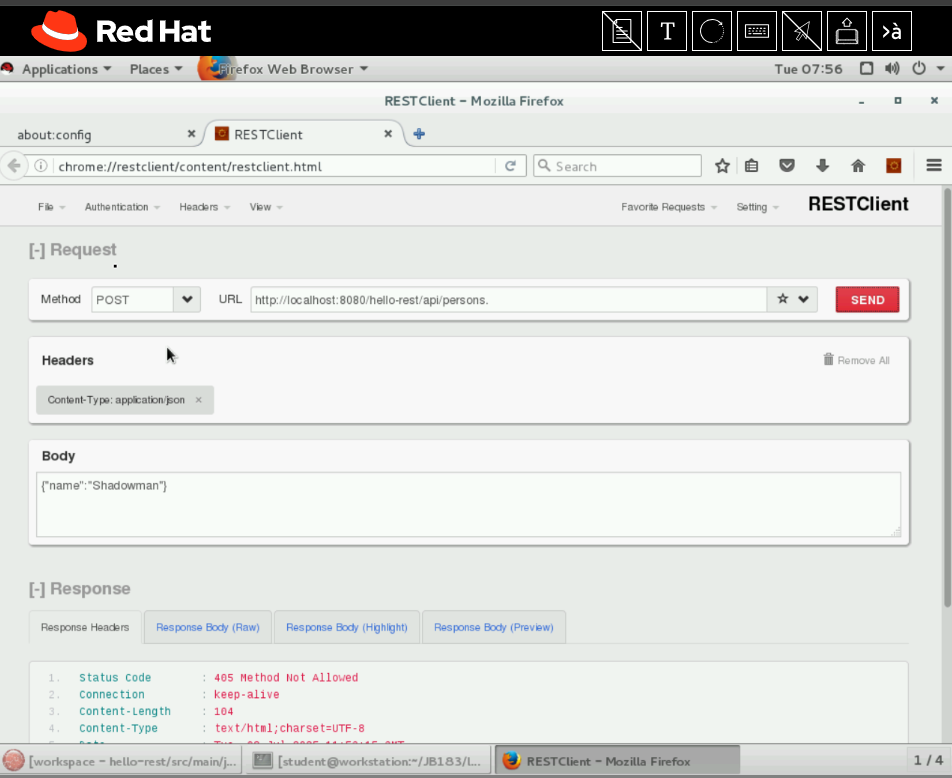 Red Hat
T >à
Applications Places Firefox Web Browser Tue 07:56
RESTClient – Mozilla Firefox
about:config RESTClient
chrome://restclient/content/restclient.html Search
File Authentication Headers View Favorite Requests Setting RESTClient
[-] Request
Method POST URL http://localhost:8080/hello-rest/api/persons. SEND
Headers Remove All
Content-Type: application/json ×
Body
{"name":"Shadowman"}
[-] Response
Response Headers Response Body (Raw) Response Body (Highlight) Response Body (Preview)
1. Status Code : 405 Method Not Allowed
2. Connection : keep-alive
3. Content-Length : 104
4. Content-Type : text/html;charset=UTF-8
[workspace – hello-rest/src/main/j... [student@workstation:~/JB183/l... RESTClient – Mozilla Firefox 1 / 4